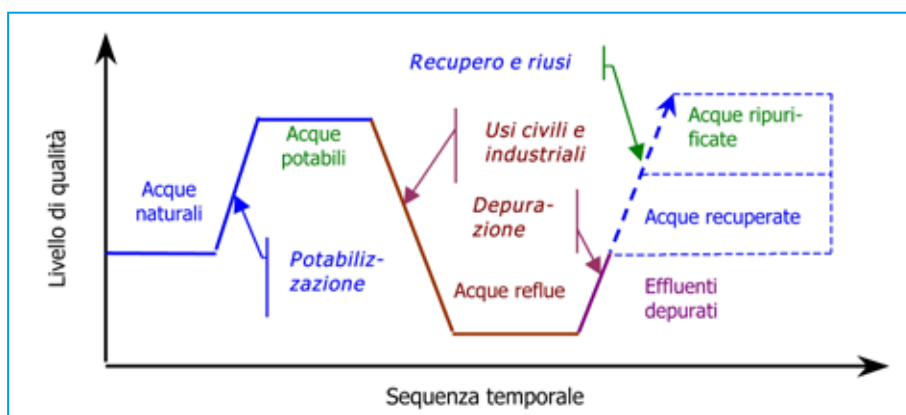 Livello di qualità
Acque
naturali
Potabiliz-
zazione
Acque
potabili
Usi civili e
industriali
Acque reflue
Depura-
zione
Recupero e riusi
Acque ripuri-
ficate
Acque recuperate
Effluenti
depurati
Sequenza temporale